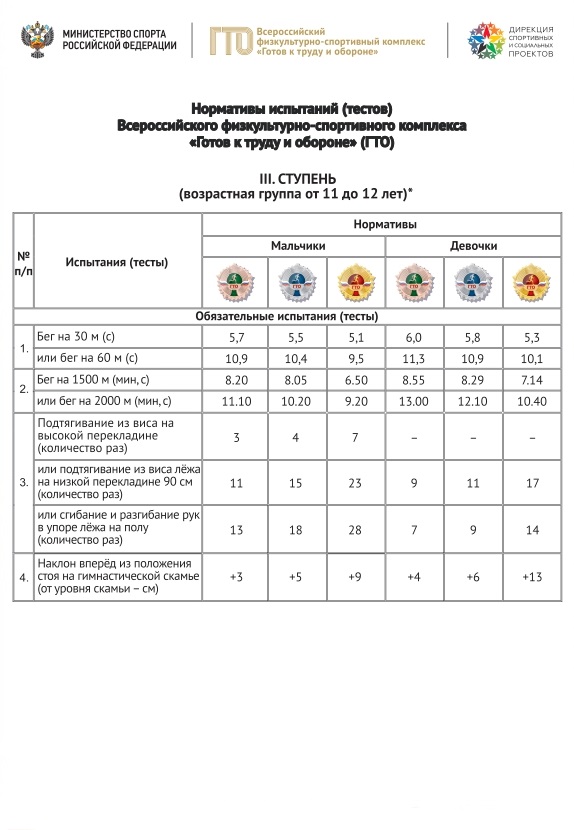 МИНИСТЕРСТВО СПОРТА
РОССИЙСКОЙ ФЕДЕРАЦИИ
ГТО
Всероссийский
физкультурно-спортивный комплекс
«Готов к труду и обороне»
ДИРЕКЦИЯ
СПОРТИВНЫХ
И СОЦИАЛЬНЫХ
ПРОЕКТОВ
Нормативы испытаний (тестов)
Всероссийского физкультурно-спортивного комплекса
«Готов к труду и обороне» (ГТО)
III. СТУПЕНЬ
(возрастная группа от 11 до 12 лет)*
№
п/п
Испытания (тесты)
Нормативы
Мальчики
Девочки
ГТО ГТО ГТО ГТО ГТО ГТО
Обязательные испытания (тесты)
1.
Бег на 30 м (с) 5,7 5,5 5,1 6,0 5,8 5,3
или бег на 60 м (с) 10,9 10,4 9,5 11,3 10,9 10,1
2.
Бег на 1500 м (мин, с) 8.20 8.05 6.50 8.55 8.29 7.14
или бег на 2000 м (мин, с) 11.10 10.20 9.20 13.00 12.10 10.40
3.
Подтягивание из виса на
высокой перекладине
(количество раз)
3 4 7 – – –
или подтягивание из виса лёжа
на низкой перекладине 90 см
(количество раз)
11 15 23 9 11 17
или сгибание и разгибание рук
в упоре лёжа на полу
(количество раз)
13 18 28 7 9 14
4.
Наклон вперёд из положения
стоя на гимнастической скамье
(от уровня скамьи – см)
+3 +5 +9 +4 +6 +13